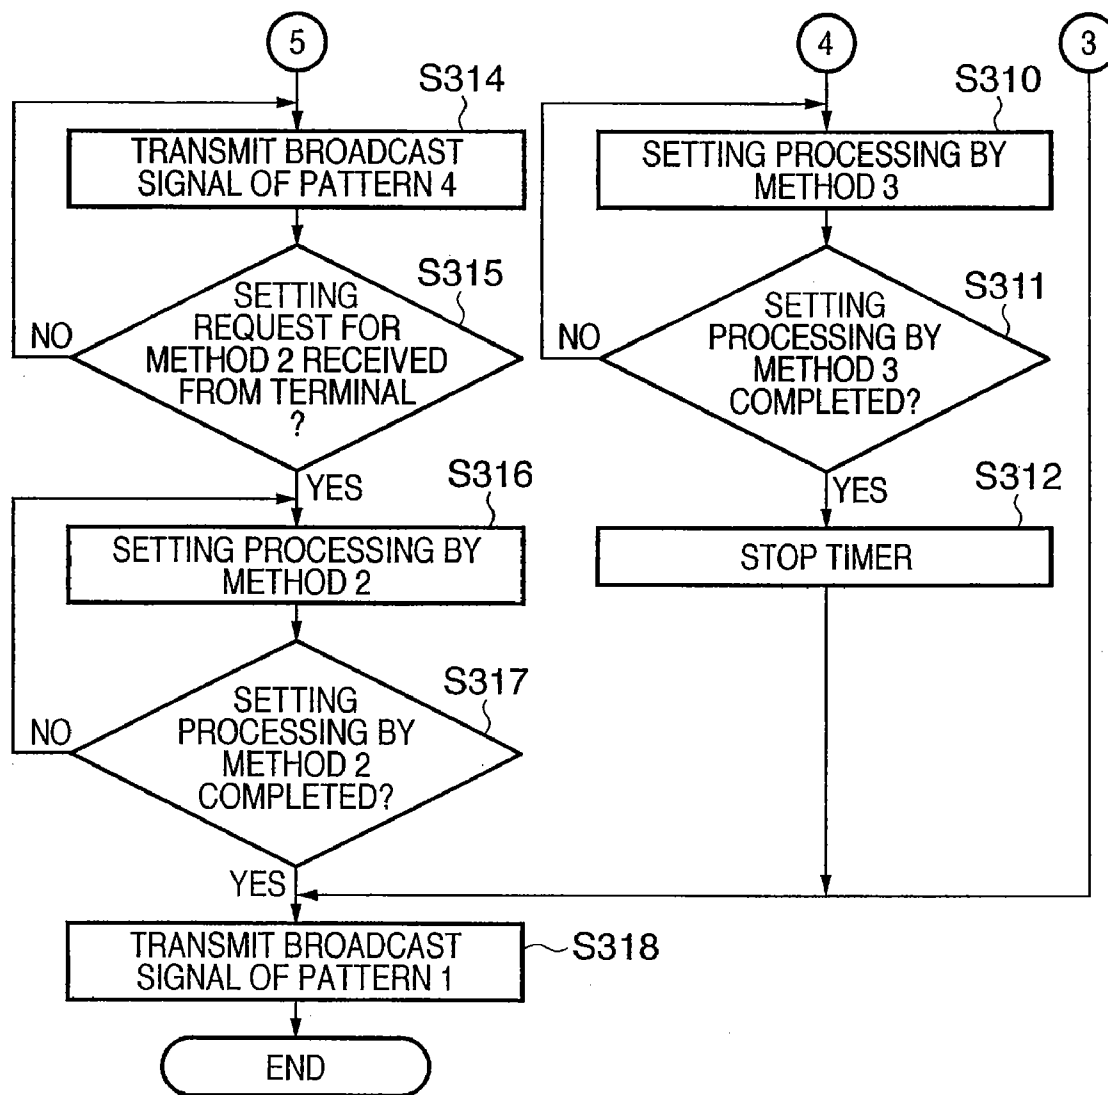 5
S314
TRANSMIT BROADCAST
SIGNAL OF PATTERN 4
S315
SETTING
REQUEST FOR
METHOD 2 RECEIVED
FROM TERMINAL
?
NO
YES
S316
SETTING PROCESSING BY
METHOD 2
S317
SETTING
PROCESSING BY
METHOD 2
COMPLETED?
NO
YES
4
S310
SETTING PROCESSING BY
METHOD 3
S311
SETTING
PROCESSING BY
METHOD 3
COMPLETED?
NO
YES
S312
STOP TIMER
3
TRANSMIT BROADCAST
SIGNAL OF PATTERN 1
S318
END